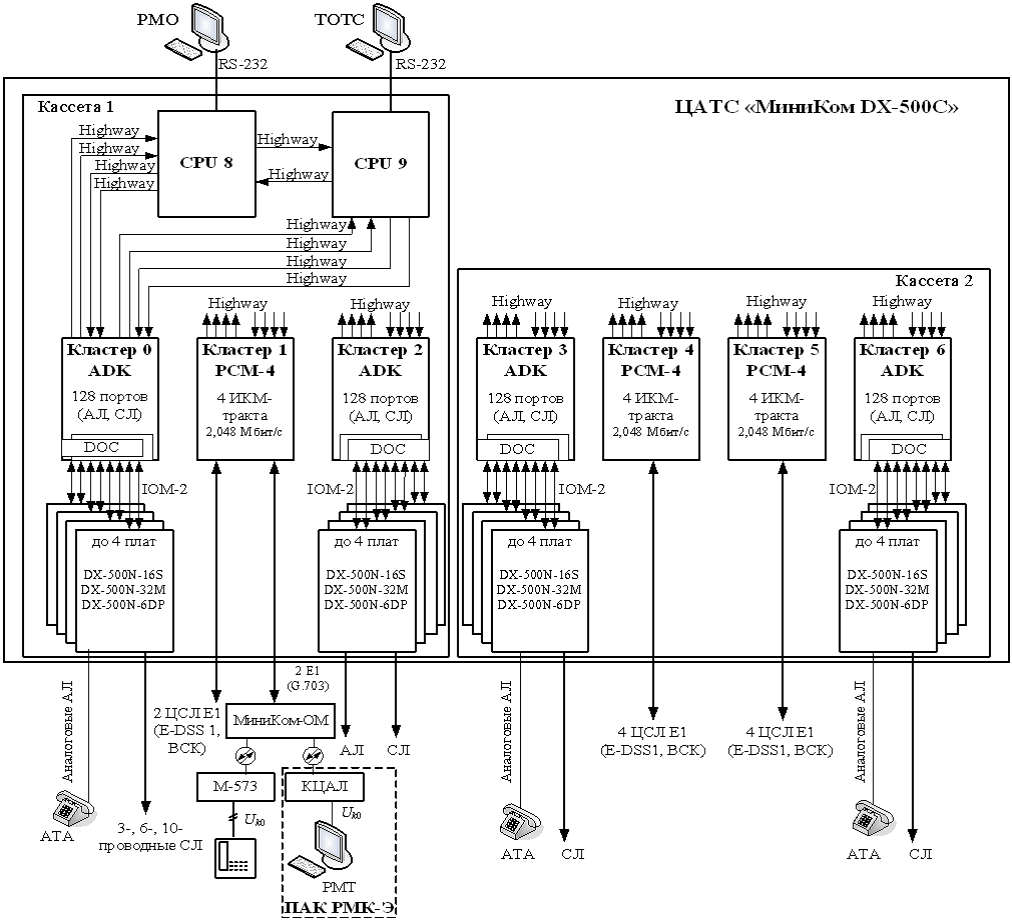 РМО
ТОТС
RS-232
RS-232
Кассета 1
ЦАТС «МиниКом DX-500С»
Highway
Highway
Highway
Highway
CPU 8
Highway
Highway
CPU 9
Highway
Highway
Highway
Highway
Кассета 2
Highway
Highway
Highway
Highway
Highway
Highway
Кластер 0
ADK
128 портов
(АЛ, СЛ)
DOC
Кластер 1
PCM-4
4 ИКМ-
тракта
2,048 Мбит/с
Кластер 2
ADK
128 портов
(АЛ, СЛ)
DOC
Кластер 3
ADK
128 портов
(АЛ, СЛ)
DOC
Кластер 4
PCM-4
4 ИКМ-
тракта
2,048 Мбит/с
Кластер 5
PCM-4
4 ИКМ-
тракта
2,048 Мбит/с
Кластер 6
ADK
128 портов
(АЛ, СЛ)
DOC
IOM-2
IOM-2
IOM-2
IOM-2
до 4 плат
DX-500N-16S
DX-500N-32M
DX-500N-6DP
до 4 плат
DX-500N-16S
DX-500N-32M
DX-500N-6DP
до 4 плат
DX-500N-16S
DX-500N-32M
DX-500N-6DP
до 4 плат
DX-500N-16S
DX-500N-32M
DX-500N-6DP
Аналоговые АЛ
2 ЦСЛ Е1
(E-DSS 1,
ВСК)
2 Е1
(G.703)
МиниКом-ОМ
АЛ
СЛ
Аналоговые АЛ
4 ЦСЛ Е1
(E-DSS1, ВСК)
4 ЦСЛ Е1
(E-DSS1, ВСК)
Аналоговые АЛ
М-573
КЦАЛ
Uk0
Uk0
АТА
3-, 6-, 10-
проводные СЛ
РМТ
ПАК РМК-Э
АТА
СЛ
АТА
СЛ